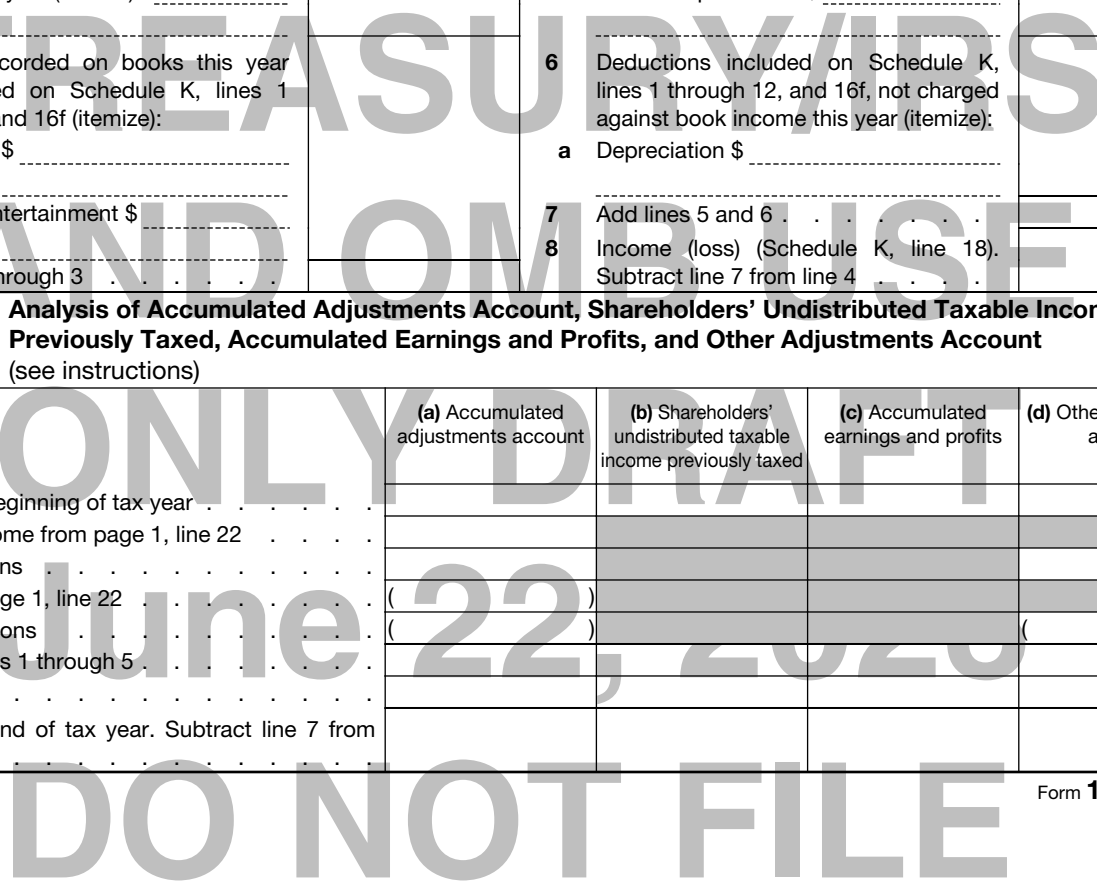 TREASURY/IRS
corded on books this year
ed on Schedule K, lines 1
nd 16f (itemize):
$
ntertainment $
hrough 3 . . . . . .
6 Deductions included on Schedule K,
lines 1 through 12, and 16f, not charged
against book income this year (itemize):
a Depreciation $
7 Add lines 5 and 6 . . . . . . .
8 Income (loss) (Schedule K, line 18).
Subtract line 7 from line 4 . . . .
AND OMB USE
Analysis of Accumulated Adjustments Account, Shareholders' Undistributed Taxable Incom
Previously Taxed, Accumulated Earnings and Profits, and Other Adjustments Account
(see instructions)
ONLY DRAFT
(a) Accumulated
adjustments account
(b) Shareholders'
undistributed taxable
income previously taxed
(c) Accumulated
earnings and profits
(d) Othe
a
eginning of tax year . . . . . .
ome from page 1, line 22 . . . .
ns . . . . . . . . . . .
ge 1, line 22 . . . . . . . . ( )
ons . . . . . . . . . . ( ) (
s 1 through 5 . . . . . . . .
. . . . . . . . . . . .
nd of tax year. Subtract line 7 from
. . . . . . . . . . . .
June 22, 2023
Form 1
DO NOT FILE